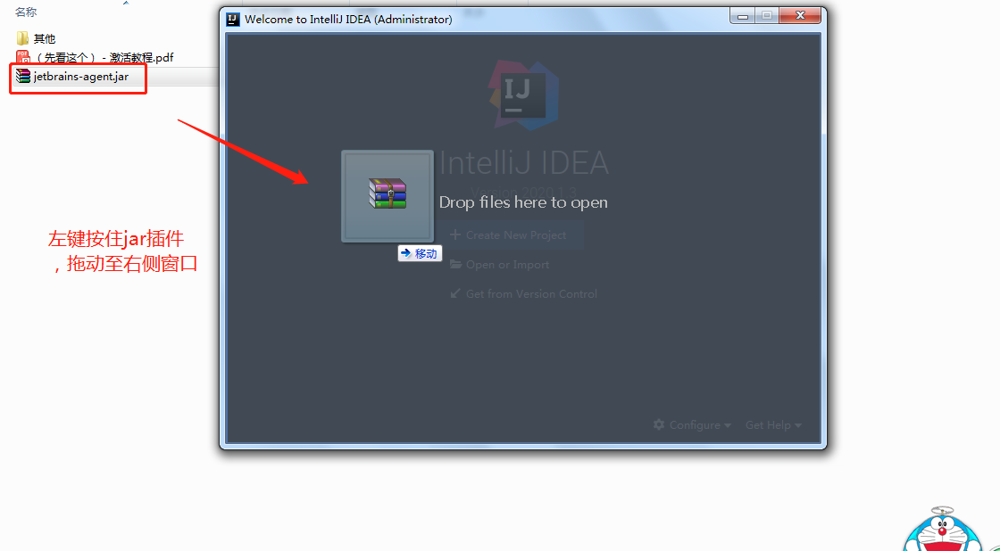 名称
Welcome to IntelliJ IDEA (Administrator)
其他
（先看这个） - 激活教程.pdf
jetbrains-agent.jar
IJ
IntelliJ IDEA
Version 2020.1.3
Drop files here to open
Create New Project
移动
左键按住jar插件
，拖动至右侧窗口
Open or Import
Get from Version Control
Configure
Get Help